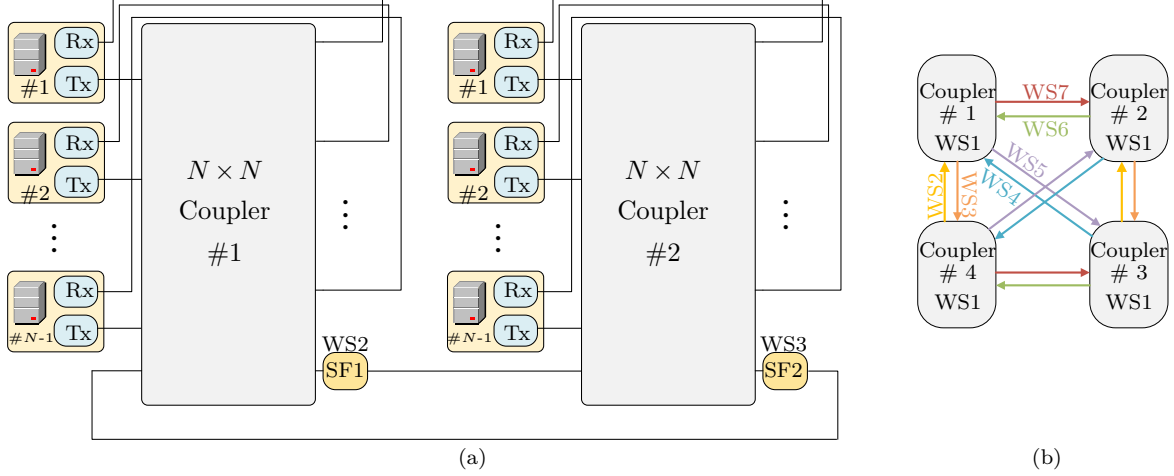 Rx
#1
Tx
Rx
#2
Tx
⋮
Rx
#N-1
Tx
N × N
Coupler
#1
⋮
WS2
SF1
Rx
#1
Tx
Rx
#2
Tx
⋮
Rx
#N-1
Tx
N × N
Coupler
#2
⋮
WS3
SF2
(a)
Coupler
# 1
WS1
WS7
WS6
Coupler
# 2
WS1
WS2
WS3
WS4
WS5
Coupler
# 4
WS1
Coupler
# 3
WS1
(b)